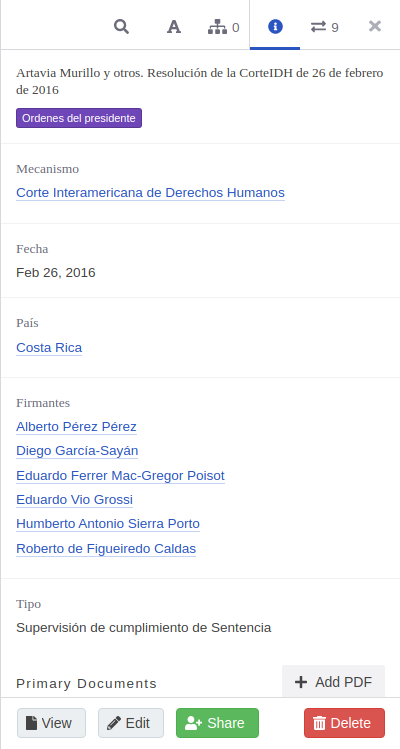 A 0 9
Artavia Murillo y otros. Resolución de la CorteIDH de 26 de febrero
de 2016
Ordenes del presidente
Mecanismo
Corte Interamericana de Derechos Humanos
Fecha
Feb 26, 2016
País
Costa Rica
Firmantes
Alberto Pérez Pérez
Diego García-Sayán
Eduardo Ferrer Mac-Gregor Poisot
Eduardo Vio Grossi
Humberto Antonio Sierra Porto
Roberto de Figueiredo Caldas
Tipo
Supervisión de cumplimiento de Sentencia
Primary Documents Add PDF
View Edit Share Delete